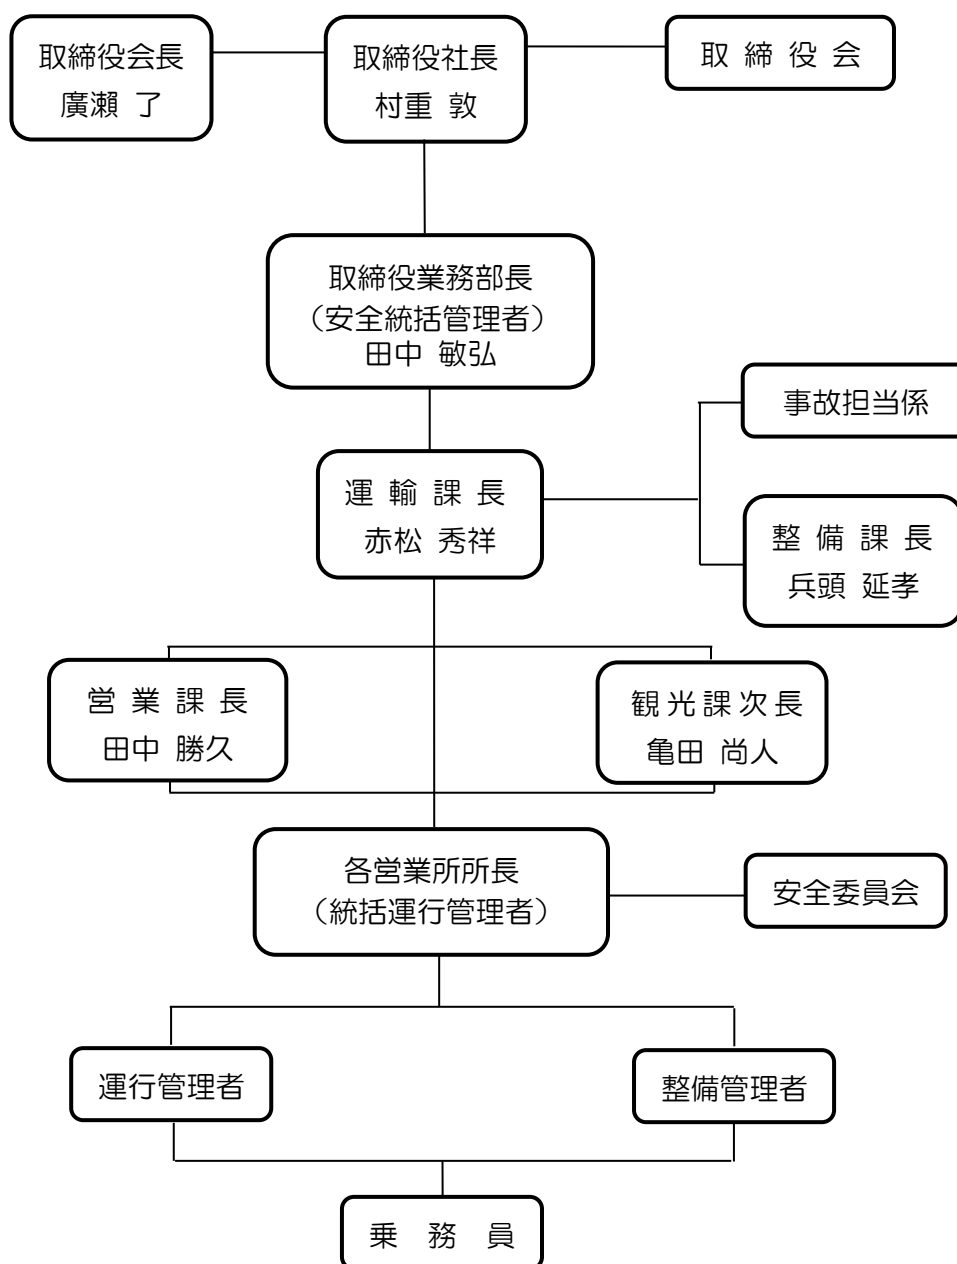 取締役会長
廣瀬 了
取締役社長
村重 敦
取 締 役 会
取締役業務部長
（安全統括管理者）
田中 敏弘
事故担当係
運 輸 課 長
赤松 秀祥
整 備 課 長
兵頭 延孝
営 業 課 長
田中 勝久
観光課次長
亀田 尚人
各営業所所長
（統括運行管理者）
安全委員会
運行管理者
整備管理者
乗 務 員